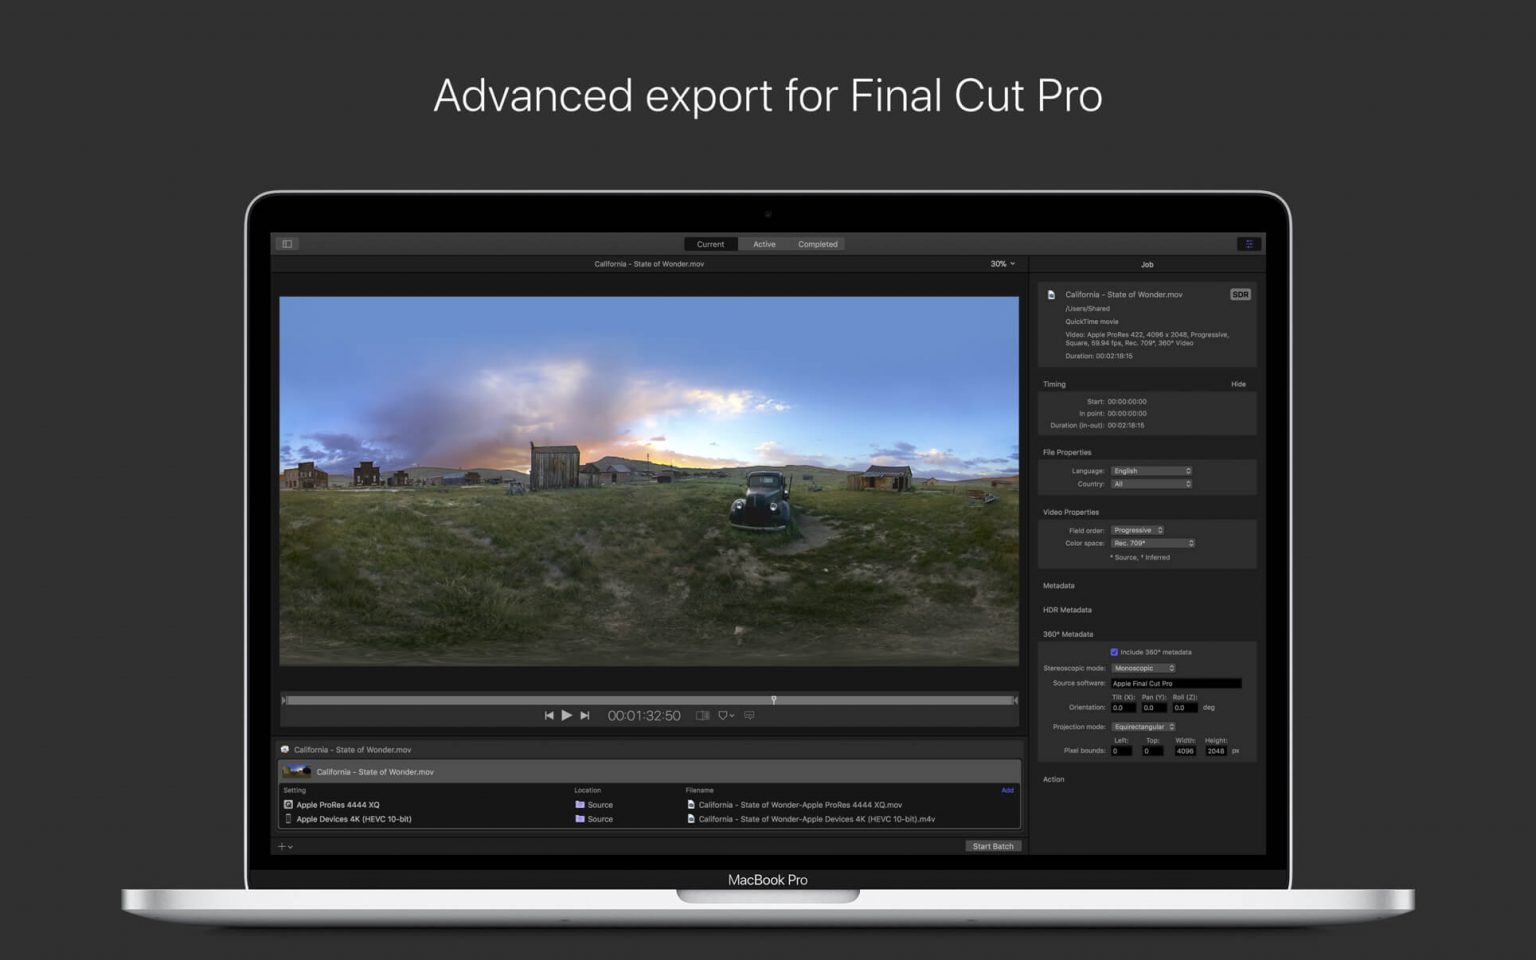 Advanced export for Final Cut Pro
Current Active Completed
California - State of Wonder.mov 30% Job
California - State of Wonder.mov SDR
/Users/Shared
QuickTime movie
Video: Apple ProRes 422, 4096 x 2048, Progressive,
Square, 59.94 fps, Rec. 709*, 360° Video
Duration: 00:02:18:15
Timing Hide
Start: 00:00:00:00
In point: 00:00:00:00
Duration (in-out): 00:02:18:15
File Properties
Language: English
Country: All
Video Properties
Field order: Progressive
Color space: Rec. 709*
* Source, † Inferred
Metadata
HDR Metadata
360° Metadata
Include 360° metadata
Stereoscopic mode: Monoscopic
Source software: Apple Final Cut Pro
Tilt (X): Pan (Y): Roll (Z):
Orientation: 0.0 0.0 0.0 deg
Projection mode: Equirectangular
Left: Top: Width: Height:
Pixel bounds: 0 0 4096 2048 px
Action
00:01:32:50
California - State of Wonder.mov
California - State of Wonder.mov
Setting Location Filename Add
Apple ProRes 4444 XQ Source California - State of Wonder-Apple ProRes 4444 XQ.mov
Apple Devices 4K (HEVC 10-bit) Source California - State of Wonder-Apple Devices 4K (HEVC 10-bit).m4v
Start Batch
MacBook Pro